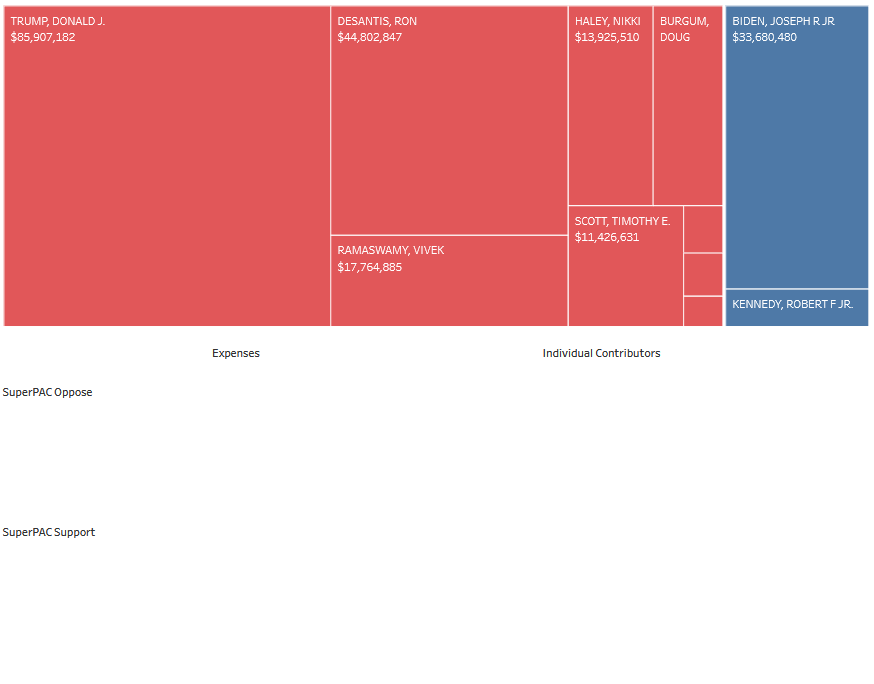 TRUMP, DONALD J.
$85,907,182
DESANTIS, RON
$44,802,847
RAMASWAMY, VIVEK
$17,764,885
HALEY, NIKKI
$13,925,510
BURGUM,
DOUG
SCOTT, TIMOTHY E.
$11,426,631
BIDEN, JOSEPH R JR
$33,680,480
KENNEDY, ROBERT F JR.
Expenses
Individual Contributors
SuperPAC Oppose
SuperPAC Support